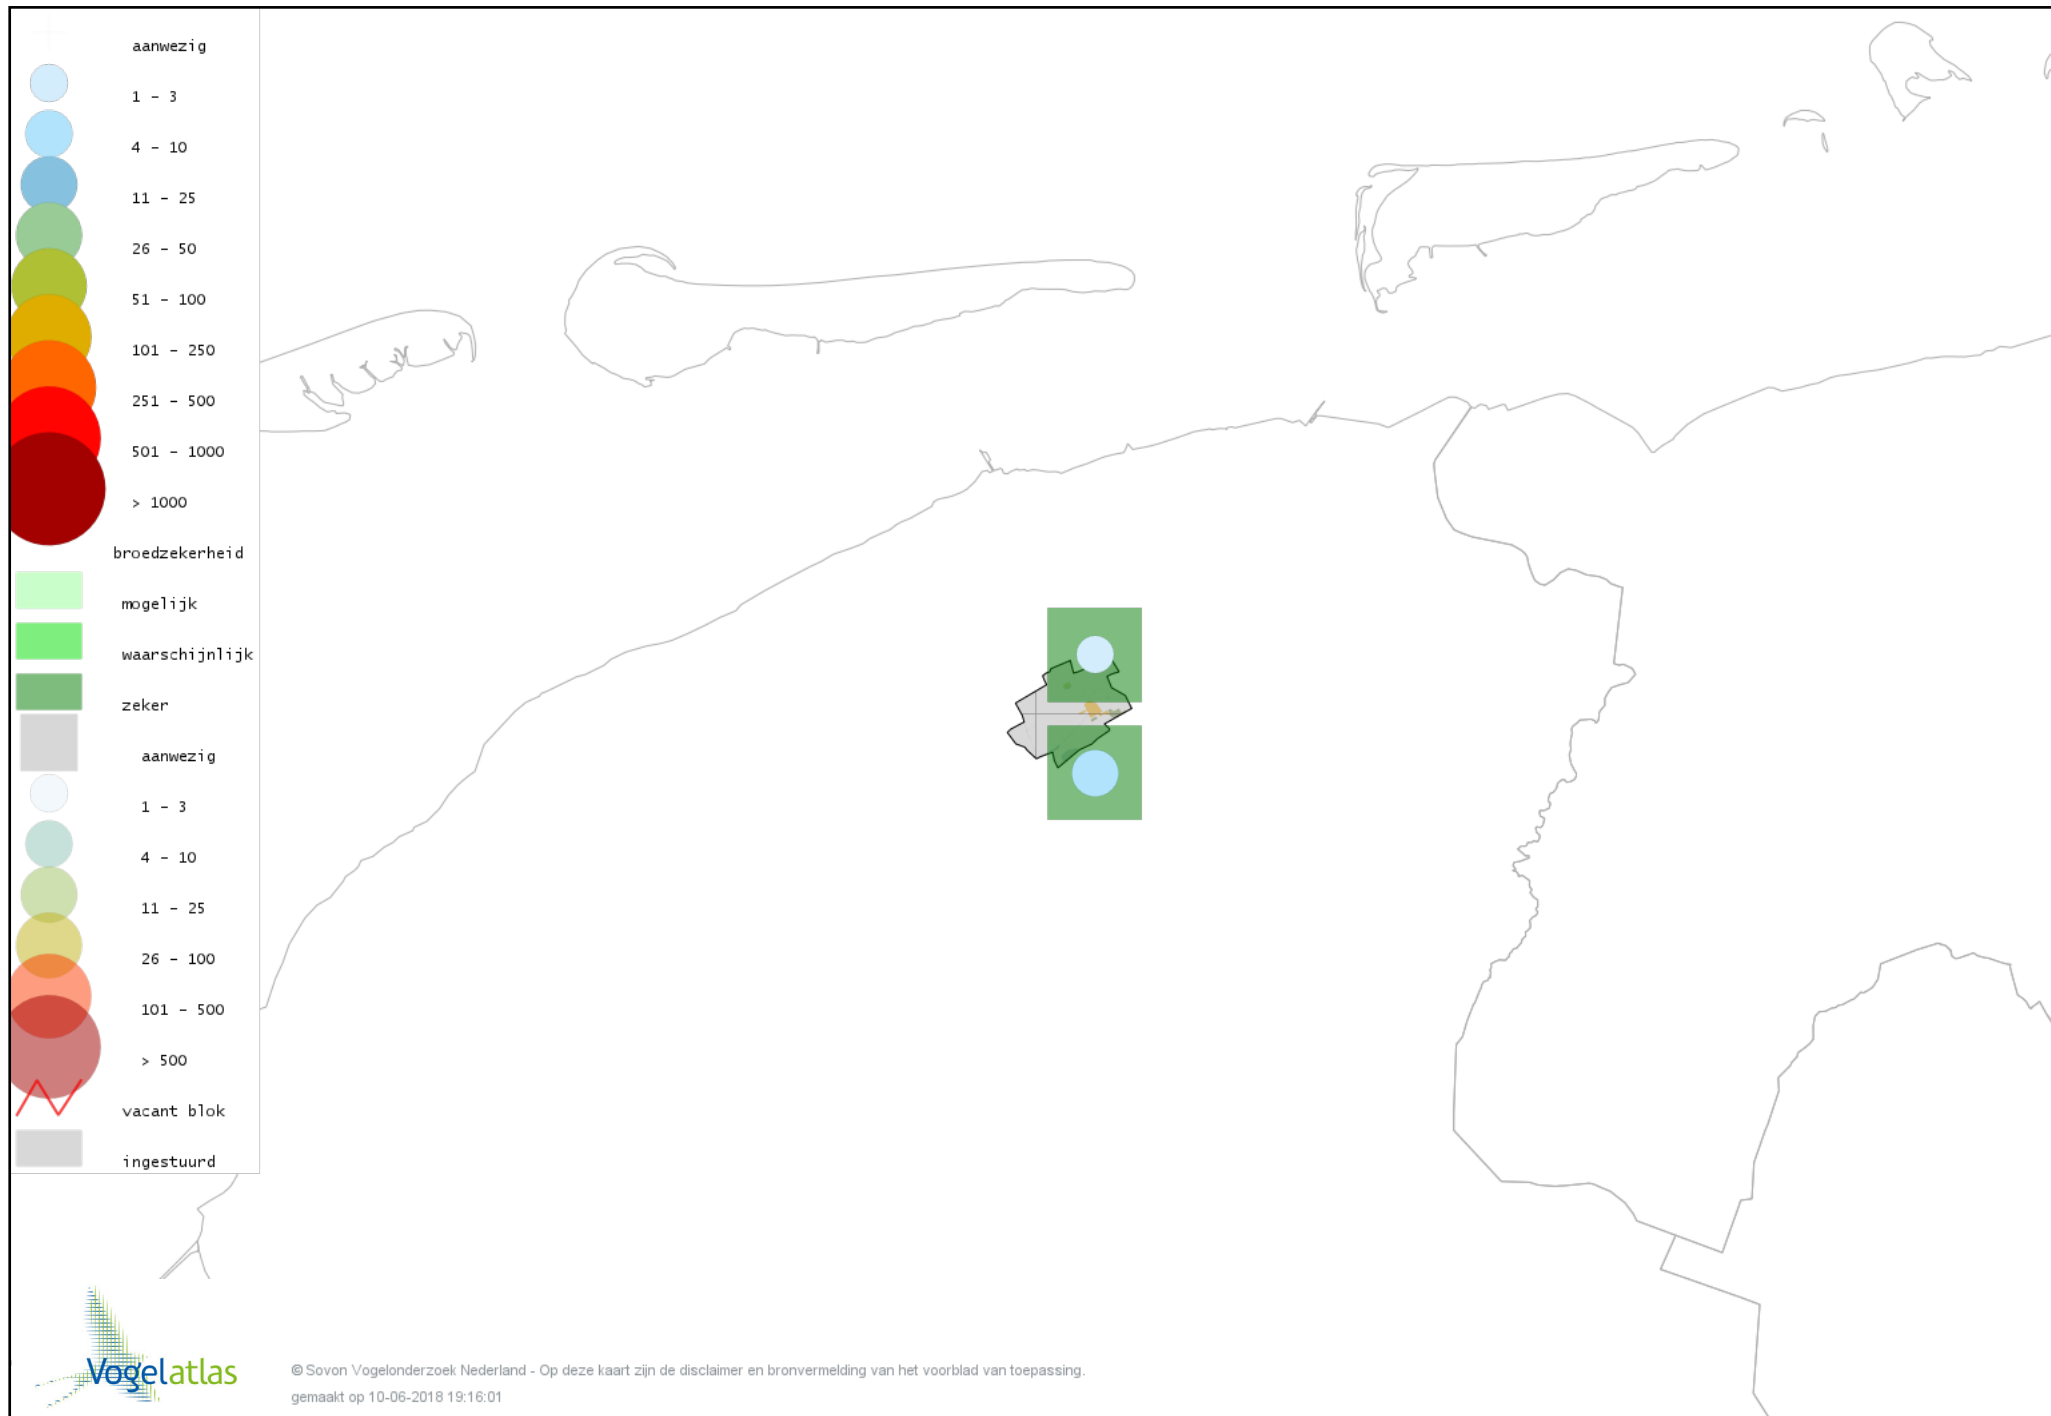 aanwezig
1 - 3
4 - 10
11 - 25
26 - 50
51 - 100
101 - 250
251 - 500
501 - 1000
> 1000
broedzekerheid
mogelijk
waarschijnlijk
zeker
aanwezig
1 - 3
4 - 10
11 - 25
26 - 100
101 - 500
> 500
vacant blok
ingestuurd
Vogelatlas
© Sovon Vogelonderzoek Nederland - Op deze kaart zijn de disclaimer en bronvermelding van het voorblad van toepassing.
gemaakt op 10-06-2018 19:16:01